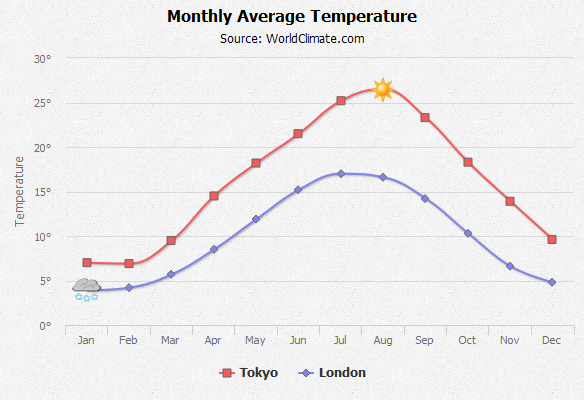 Monthly Average Temperature
Source: WorldClimate.com
Temperature
30°
25°
20°
15°
10°
5°
0°
Jan Feb Mar Apr May Jun Jul Aug Sep Oct Nov Dec
Tokyo London